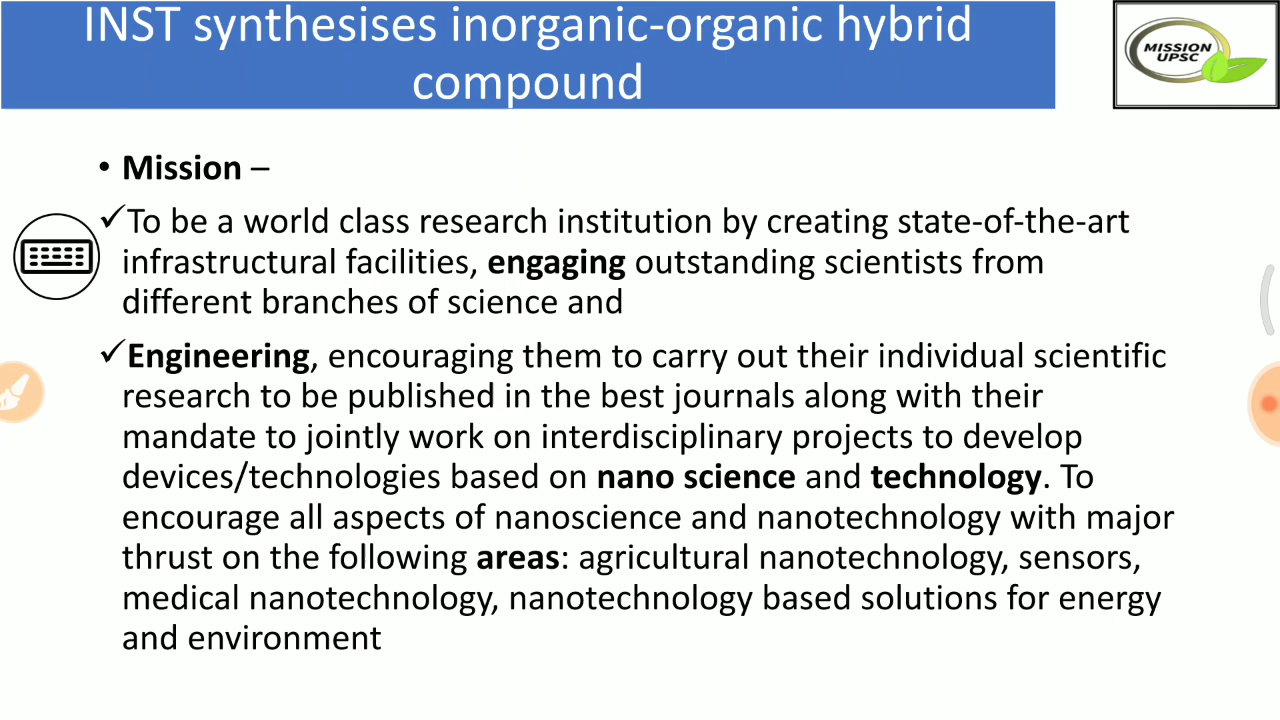 INST synthesises inorganic-organic hybrid
compound
MISSION
UPSC
• Mission –
✓To be a world class research institution by creating state-of-the-art
infrastructural facilities, engaging outstanding scientists from
different branches of science and
✓Engineering, encouraging them to carry out their individual scientific
research to be published in the best journals along with their
mandate to jointly work on interdisciplinary projects to develop
devices/technologies based on nano science and technology. To
encourage all aspects of nanoscience and nanotechnology with major
thrust on the following areas: agricultural nanotechnology, sensors,
medical nanotechnology, nanotechnology based solutions for energy
and environment